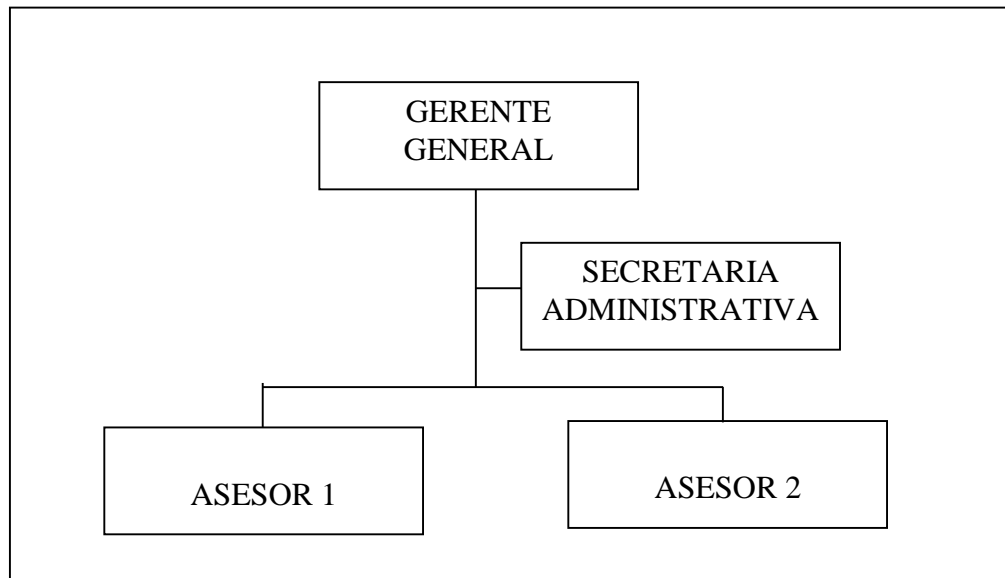 GERENTE
GENERAL
SECRETARIA
ADMINISTRATIVA
ASESOR 1
ASESOR 2